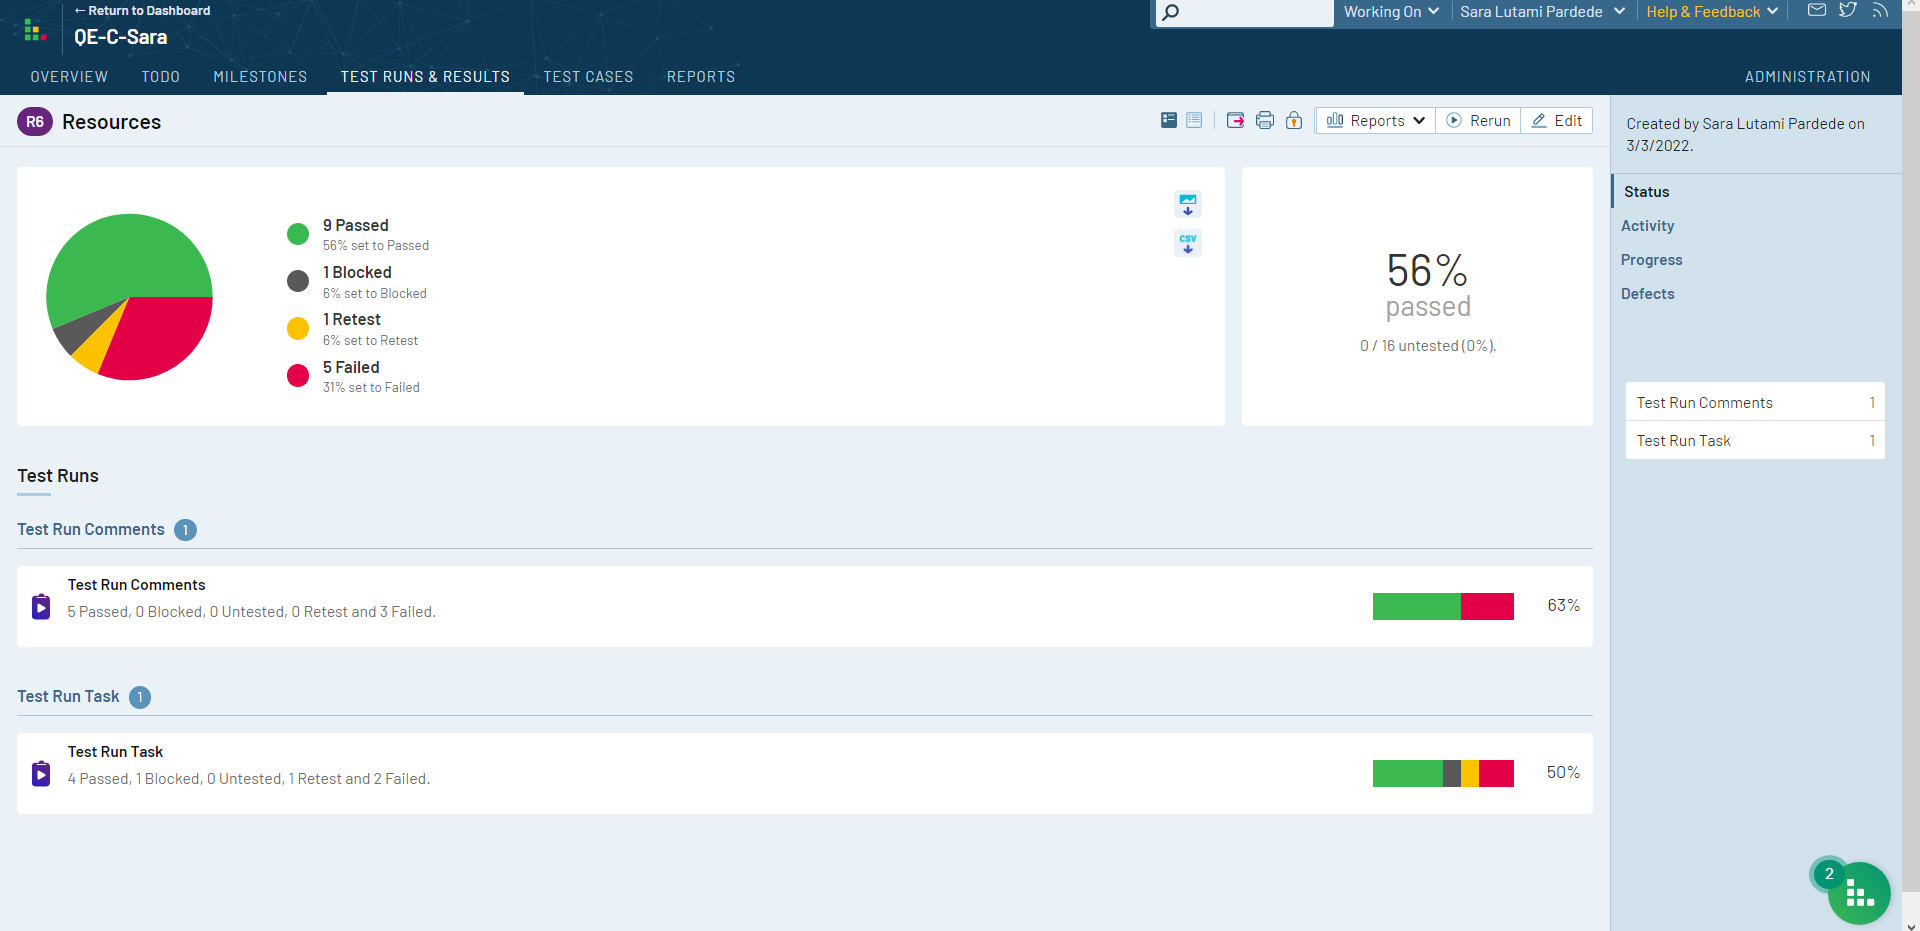 ← Return to Dashboard
QE-C-Sara
Working On
Sara Lutami Pardede
Help & Feedback
OVERVIEW
TODO
MILESTONES
TEST RUNS & RESULTS
TEST CASES
REPORTS
ADMINISTRATION
R6
Resources
Reports
Rerun
Edit
9 Passed
56% set to Passed
1 Blocked
6% set to Blocked
1 Retest
6% set to Retest
5 Failed
31% set to Failed
CSV
56%
passed
0 / 16 untested (0%).
Test Runs
Test Run Comments 1
Test Run Comments
5 Passed, 0 Blocked, 0 Untested, 0 Retest and 3 Failed.
63%
Test Run Task 1
Test Run Task
4 Passed, 1 Blocked, 0 Untested, 1 Retest and 2 Failed.
50%
Created by Sara Lutami Pardede on
3/3/2022.
Status
Activity
Progress
Defects
Test Run Comments 1
Test Run Task 1
2